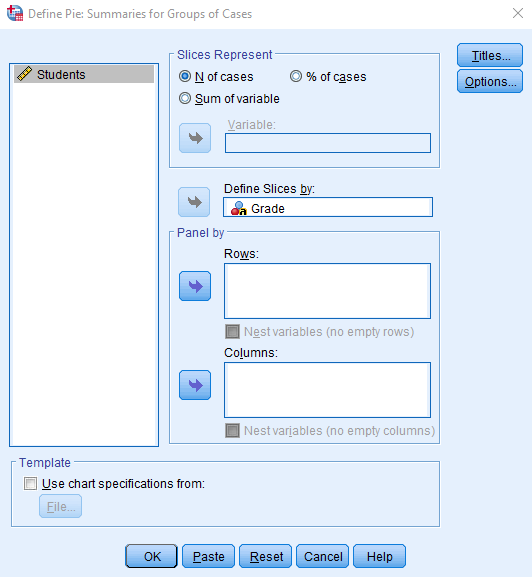 Define Pie: Summaries for Groups of Cases
Students
Slices Represent
N of cases
% of cases
Sum of variable
Variable:
Define Slices by:
Grade
Panel by
Rows:
Nest variables (no empty rows)
Columns:
Nest variables (no empty columns)
Titles...
Options...
Template
Use chart specifications from:
File...
OK
Paste
Reset
Cancel
Help